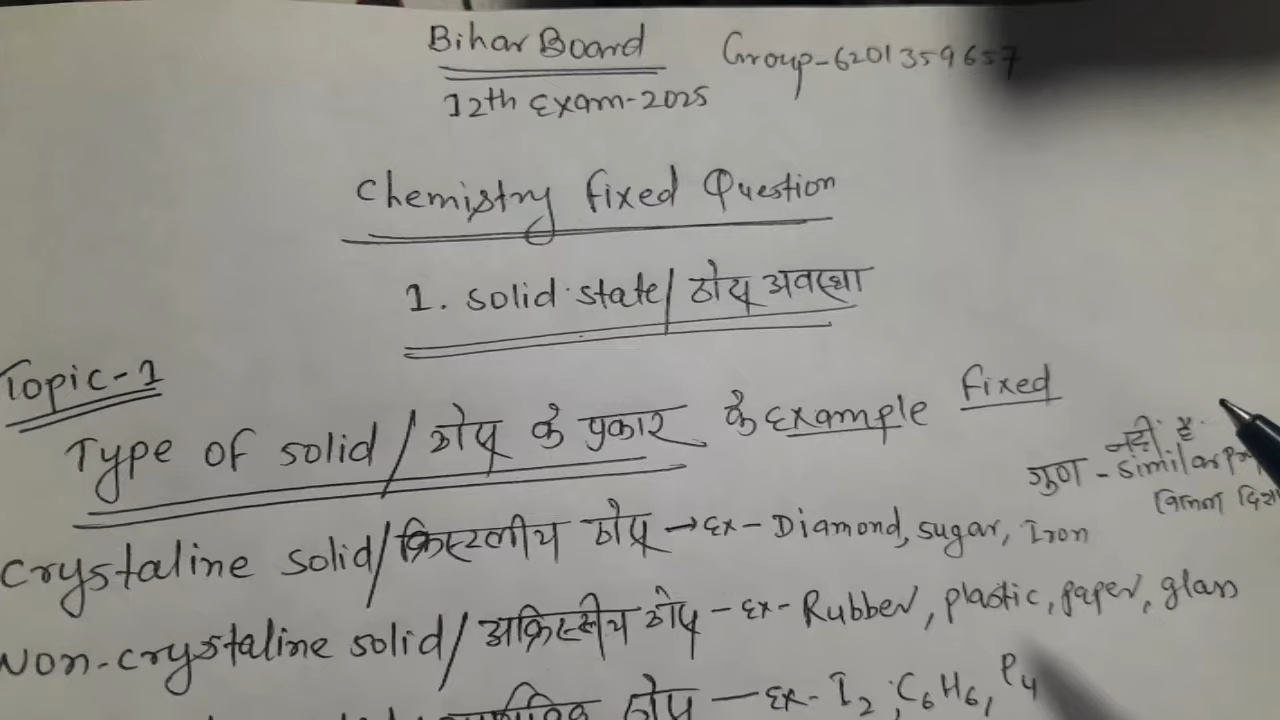 Bihar Board Group-6201359657
12th Exam-2025
Chemistry fixed Question
1. Solid state/ठोस अवस्था
Topic-1
Type of solid/ठोस के प्रकार के Example fixed
नहीं है
गुण - similar
भिन्न
Crystaline solid/क्रिस्टलीय ठोस → Ex- Diamond, sugar, Iron
Non-crystaline solid/अक्रिस्टलीय ठोस - Ex- Rubber, plastic, paper, glass
ठोस — Ex- I2, C6H6, P4